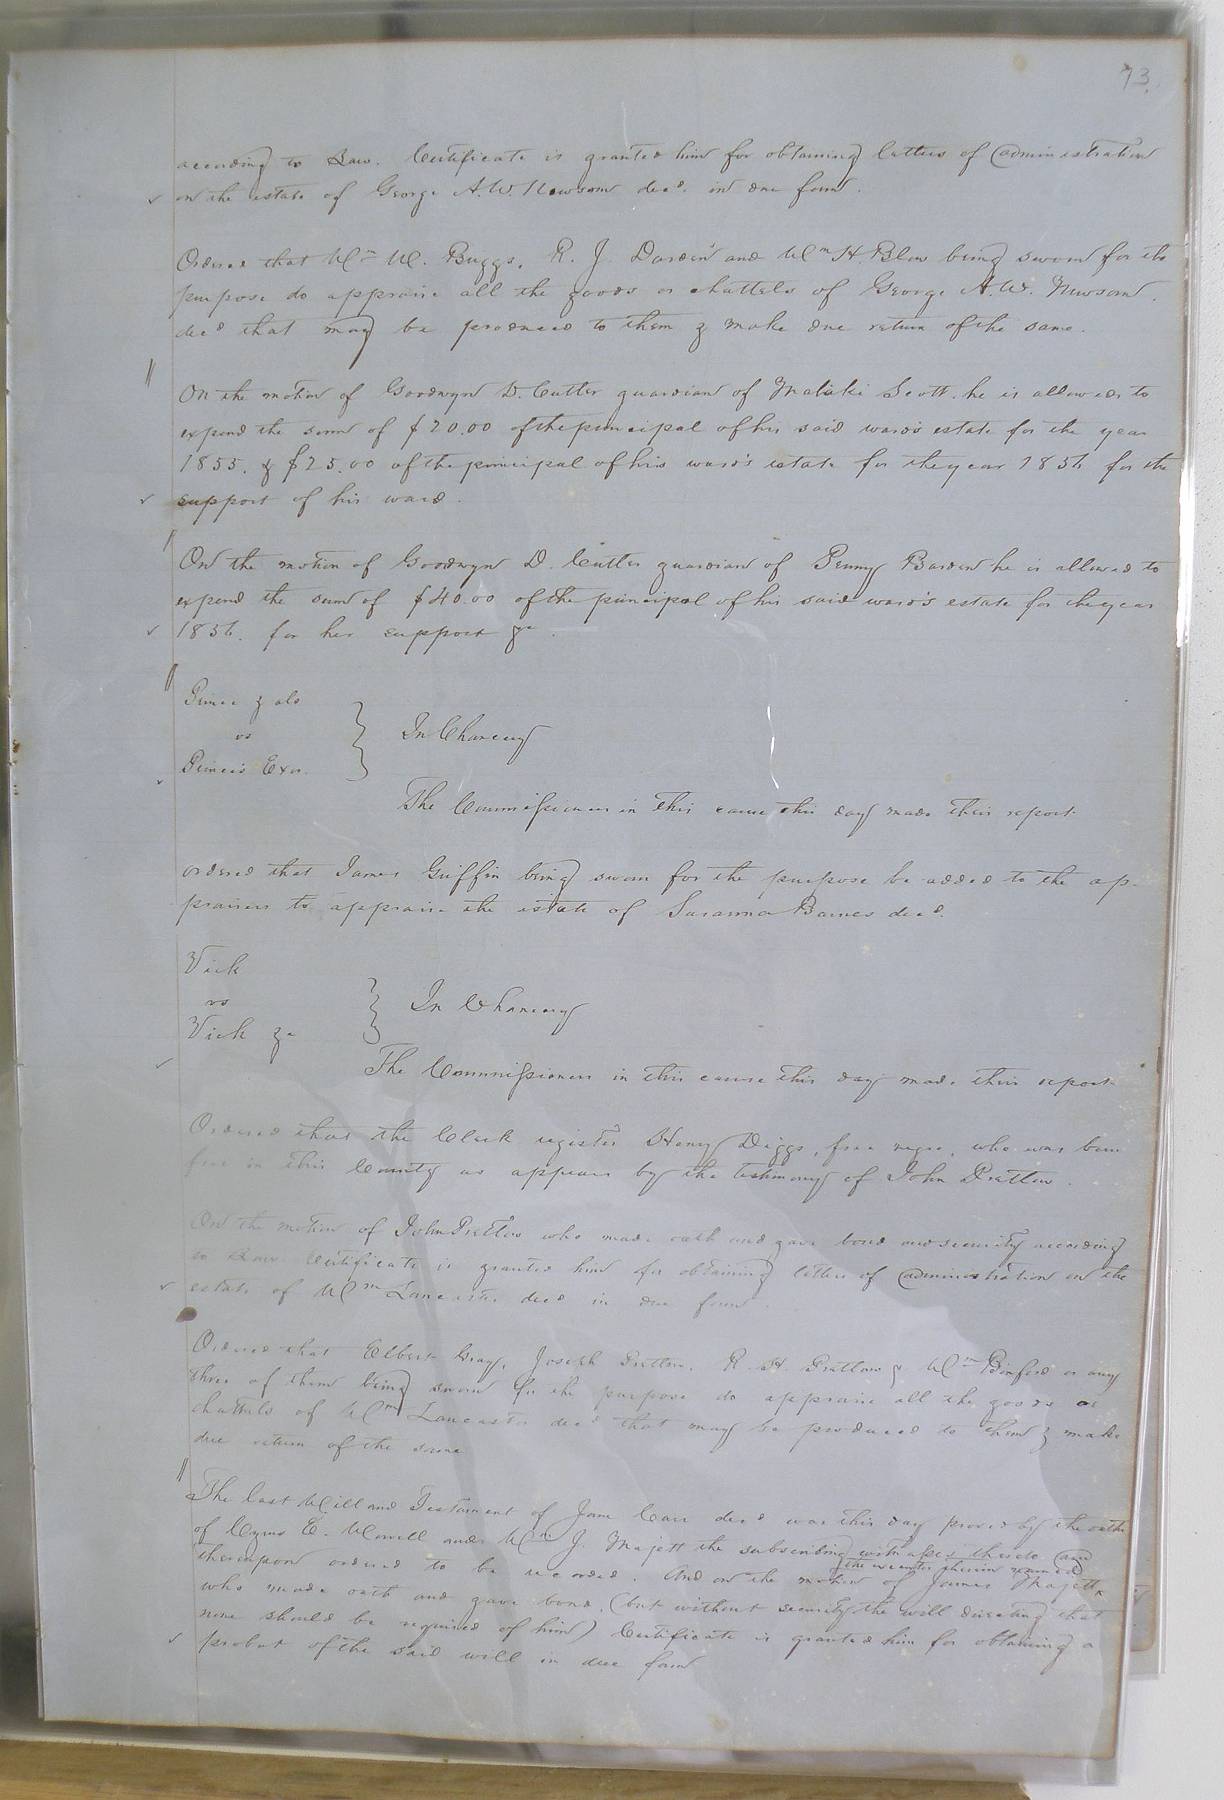 73.
according to Law. Certificate is granted him for obtaining letters of administration
on the estate of George A. W. Newsom decd. in due form.
Ordered that Wm W. Briggs, R. J. Darden and Wm H. Blow being sworn for the
purpose do appraise all the goods or chattels of George A. W. Newsom.
decd that may be produced to them & make due return of the same.
On the motion of Goodwyn D. Cutler guardian of Scott. he is allowed to
expend the sum of $20.00 of the principal of his said ward's estate for the year
1855. & $25.00 of the principal of his ward's estate for the year 1856 for the
support of his ward.
On the motion of Goodwyn D. Cutler guardian of Penny Barden he is allowed to
expend the sum of $40.00 of the principal of his said ward's estate for the year
1856. for her support &c.
Prince & als
vs
Prince's Exor.
In Chancery
The Commissioners in this cause this day made their report.
ordered that James Griffin being sworn for the purpose be added to the ap-
praisers to appraise the estate of Susanna Barnes decd.
Vick
vs
Vick &c
In Chancery
The Commissioners in this cause this day made their report
Ordered that the Clerk register Henry Diggs, free negro, who was born
free in this County as appears by the testimony of John Pretlow.
On the motion of John Pretlow who made oath and gave bond and security according
to Law Certificate is granted him for obtaining letters of administration on the
estate of Wm Lancaster decd in due form.
Ordered that Elbert Gray, Joseph Pretlow, R. H. Pretlow & Wm Binford or any
three of them being sworn for the purpose do appraise all the goods or
chattels of Wm Lancaster decd that may be produced to them & make
due return of the same
The last Will and Testament of Jane Carr decd was this day proved by the oaths
of Cyrus E. Worrell and Wm J. Majett the subscribing witnesses thereto and
the executor therein named
thereupon ordered to be recorded. And on the motion of James Majett
who made oath and gave bond, (but without security the will directing that
none should be required of him) Certificate is granted him for obtaining a
probat of the said will in due form